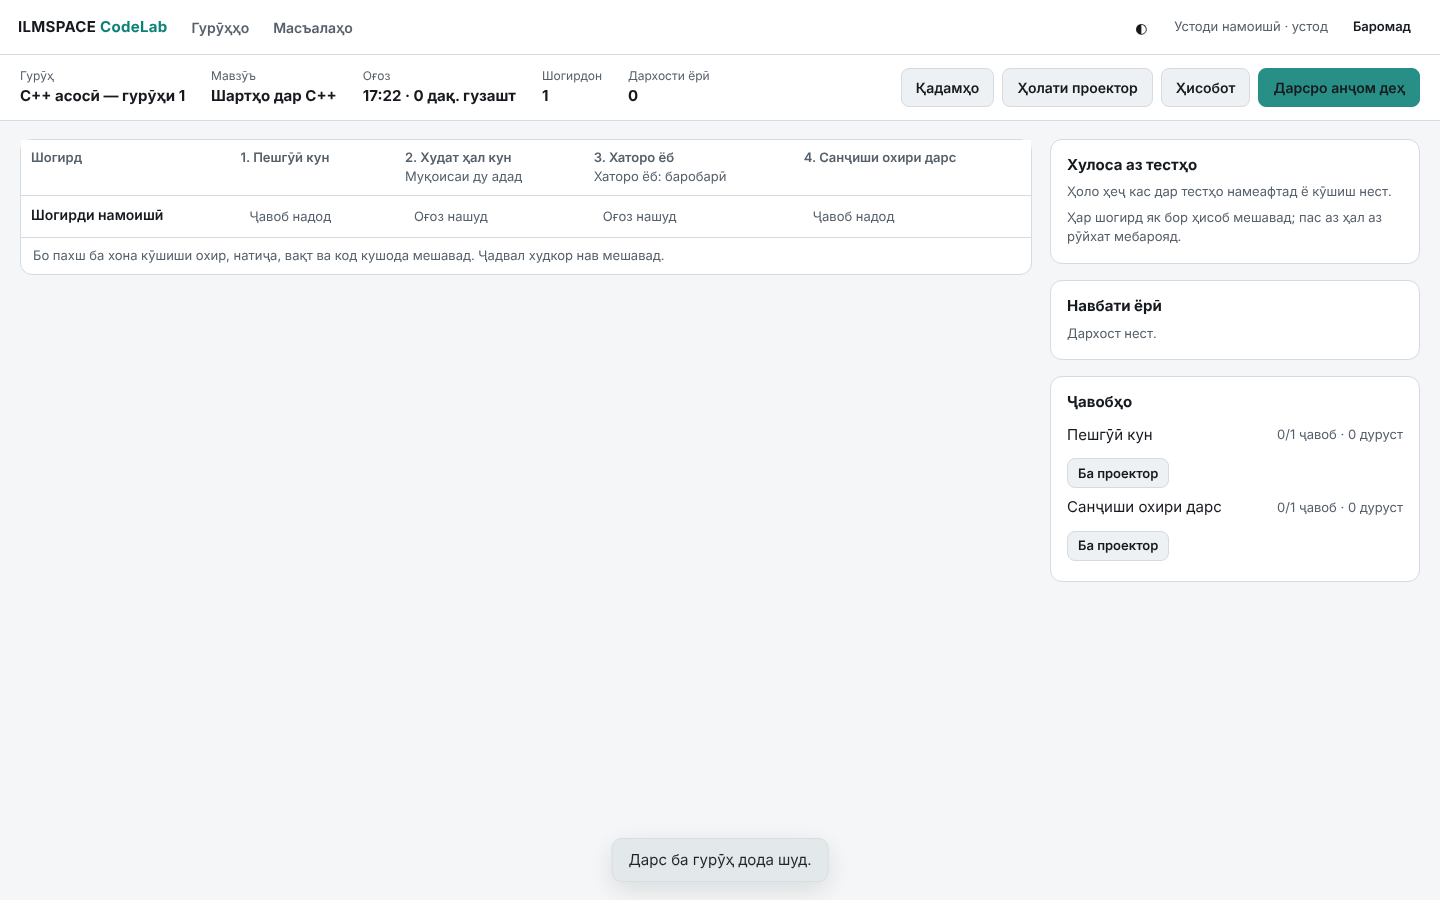 ILMSPACE CodeLab Гурӯҳҳо Масъалаҳо Устоди намоишӣ · устод Баромад
Гурӯҳ Мавзӯъ Оғоз Шогирдон Дархости ёрӣ
C++ асосӣ — гурӯҳи 1 Шартҳо дар C++ 17:22 · 0 дақ. гузашт 1 0
Қадамҳо Ҳолати проектор Ҳисобот Дарсро анҷом деҳ
Шогирд 1. Пешгӯӣ кун 2. Худат ҳал кун 3. Хаторо ёб 4. Санҷиши охири дарс
Муқоисаи ду адад Хаторо ёб: баробарӣ
Шогирди намоишӣ Ҷавоб надод Оғоз нашуд Оғоз нашуд Ҷавоб надод
Бо пахш ба хона кӯшиши охир, натиҷа, вақт ва код кушода мешавад. Ҷадвал худкор нав мешавад.
Хулоса аз тестҳо
Ҳоло ҳеҷ кас дар тестҳо намеафтад ё кӯшиш нест.
Ҳар шогирд як бор ҳисоб мешавад; пас аз ҳал аз
рӯйхат мебарояд.
Навбати ёрӣ
Дархост нест.
Ҷавобҳо
Пешгӯӣ кун 0/1 ҷавоб · 0 дуруст
Ба проектор
Санҷиши охири дарс 0/1 ҷавоб · 0 дуруст
Ба проектор
Дарс ба гурӯҳ дода шуд.